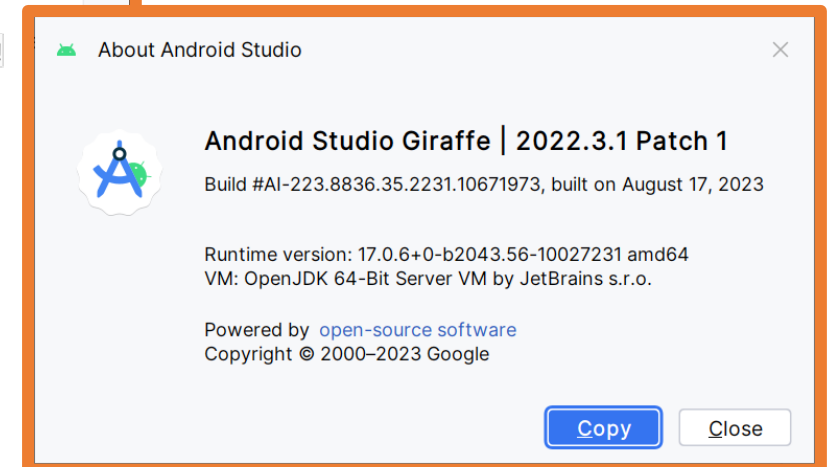 About Android Studio
Android Studio Giraffe | 2022.3.1 Patch 1
Build #AI-223.8836.35.2231.10671973, built on August 17, 2023
Runtime version: 17.0.6+0-b2043.56-10027231 amd64
VM: OpenJDK 64-Bit Server VM by JetBrains s.r.o.
Powered by open-source software
Copyright © 2000–2023 Google
Copy Close